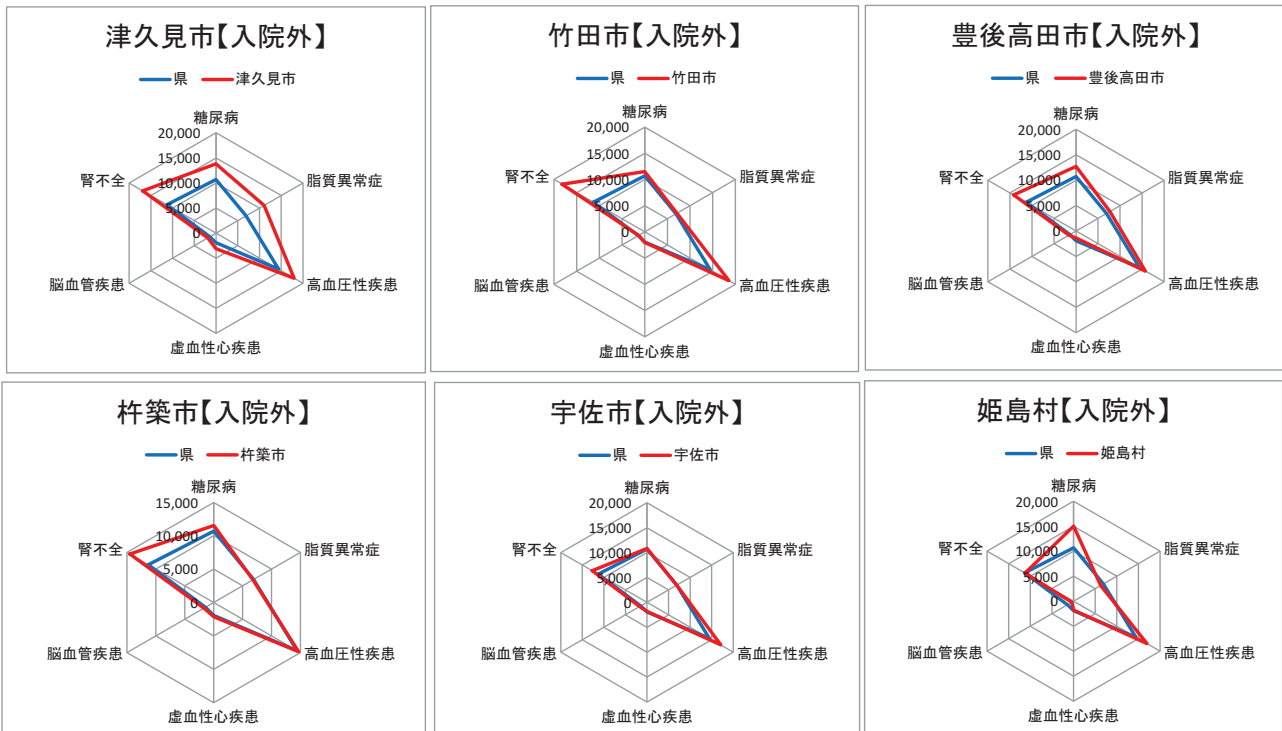 津久見市【入院外】
県 津久見市
糖尿病
20,000
15,000
10,000
5,000
0
脂質異常症
高血圧性疾患
虚血性心疾患
脳血管疾患
腎不全
竹田市【入院外】
県 竹田市
糖尿病
20,000
15,000
10,000
5,000
0
脂質異常症
高血圧性疾患
虚血性心疾患
脳血管疾患
腎不全
豊後高田市【入院外】
県 豊後高田市
糖尿病
20,000
15,000
10,000
5,000
0
脂質異常症
高血圧性疾患
虚血性心疾患
脳血管疾患
腎不全
杵築市【入院外】
県 杵築市
糖尿病
15,000
10,000
5,000
0
脂質異常症
高血圧性疾患
虚血性心疾患
脳血管疾患
腎不全
宇佐市【入院外】
県 宇佐市
糖尿病
20,000
15,000
10,000
5,000
0
脂質異常症
高血圧性疾患
虚血性心疾患
脳血管疾患
腎不全
姫島村【入院外】
県 姫島村
糖尿病
20,000
15,000
10,000
5,000
0
脂質異常症
高血圧性疾患
虚血性心疾患
脳血管疾患
腎不全